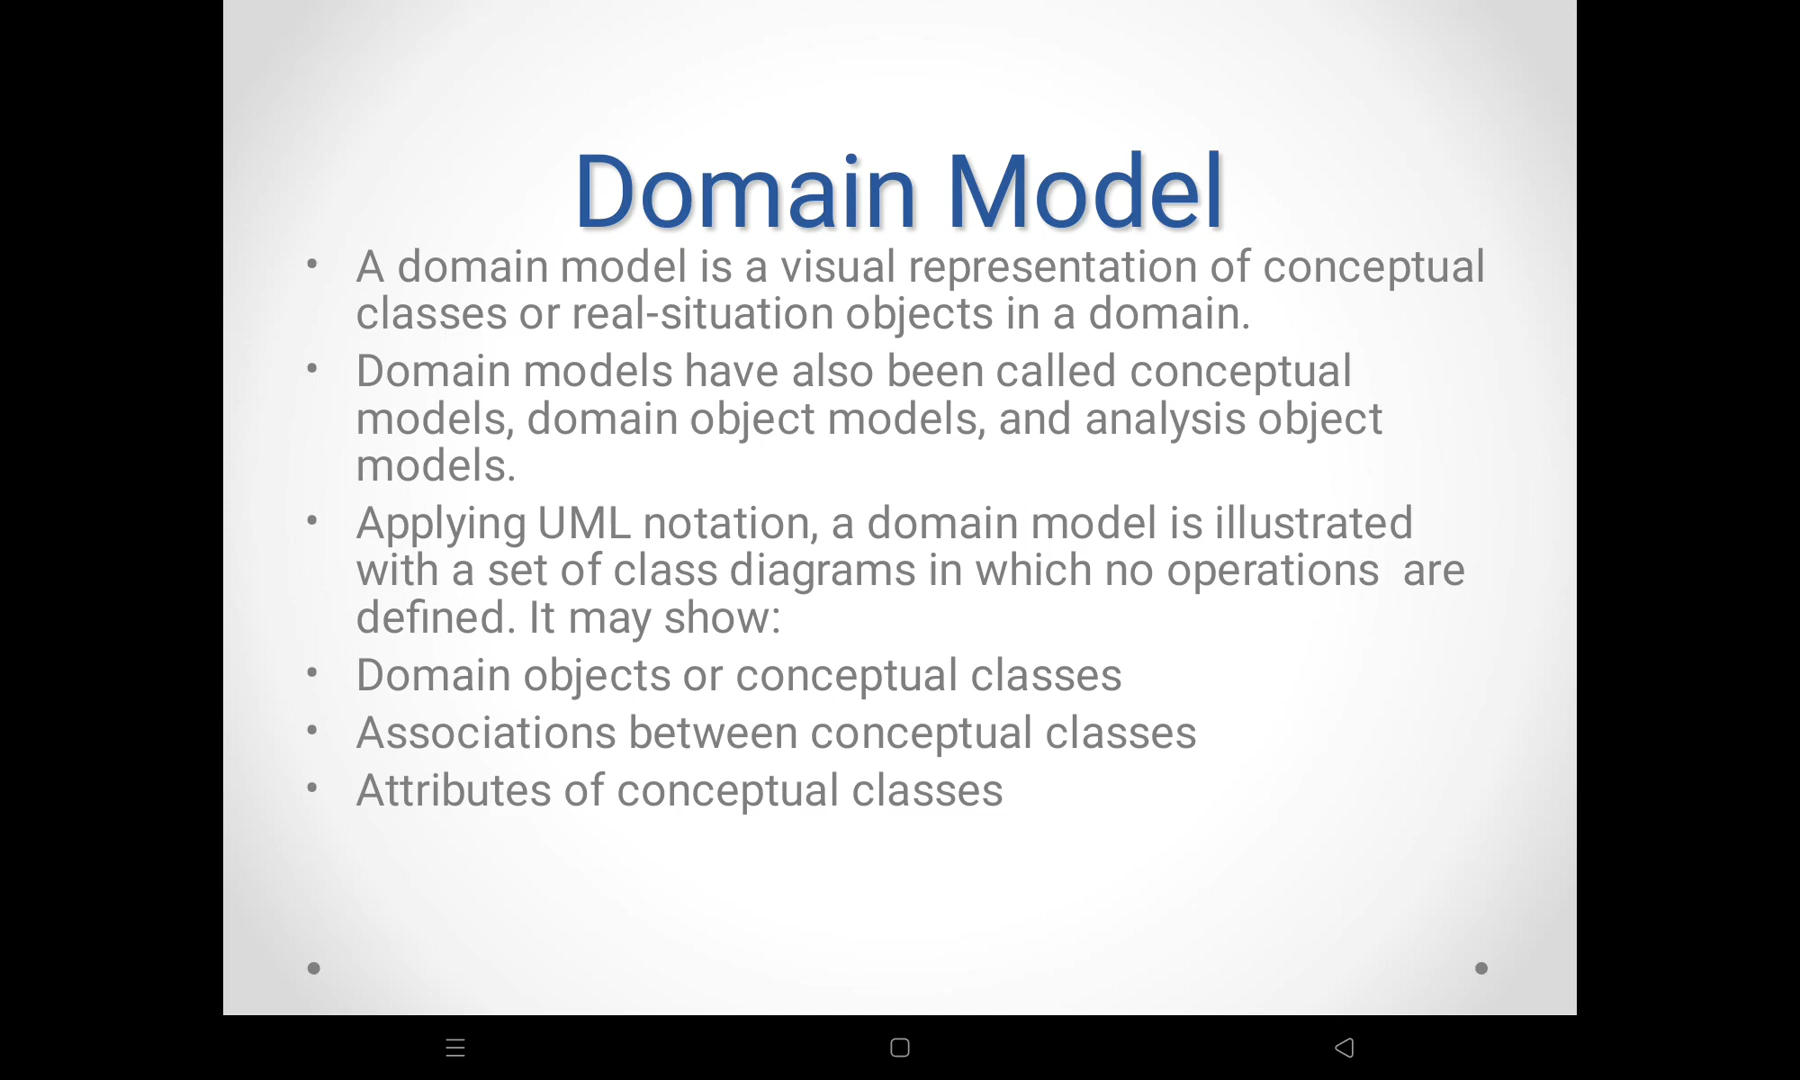 Domain Model
• A domain model is a visual representation of conceptual
classes or real-situation objects in a domain.
• Domain models have also been called conceptual
models, domain object models, and analysis object
models.
• Applying UML notation, a domain model is illustrated
with a set of class diagrams in which no operations  are
defined. It may show:
• Domain objects or conceptual classes
• Associations between conceptual classes
• Attributes of conceptual classes